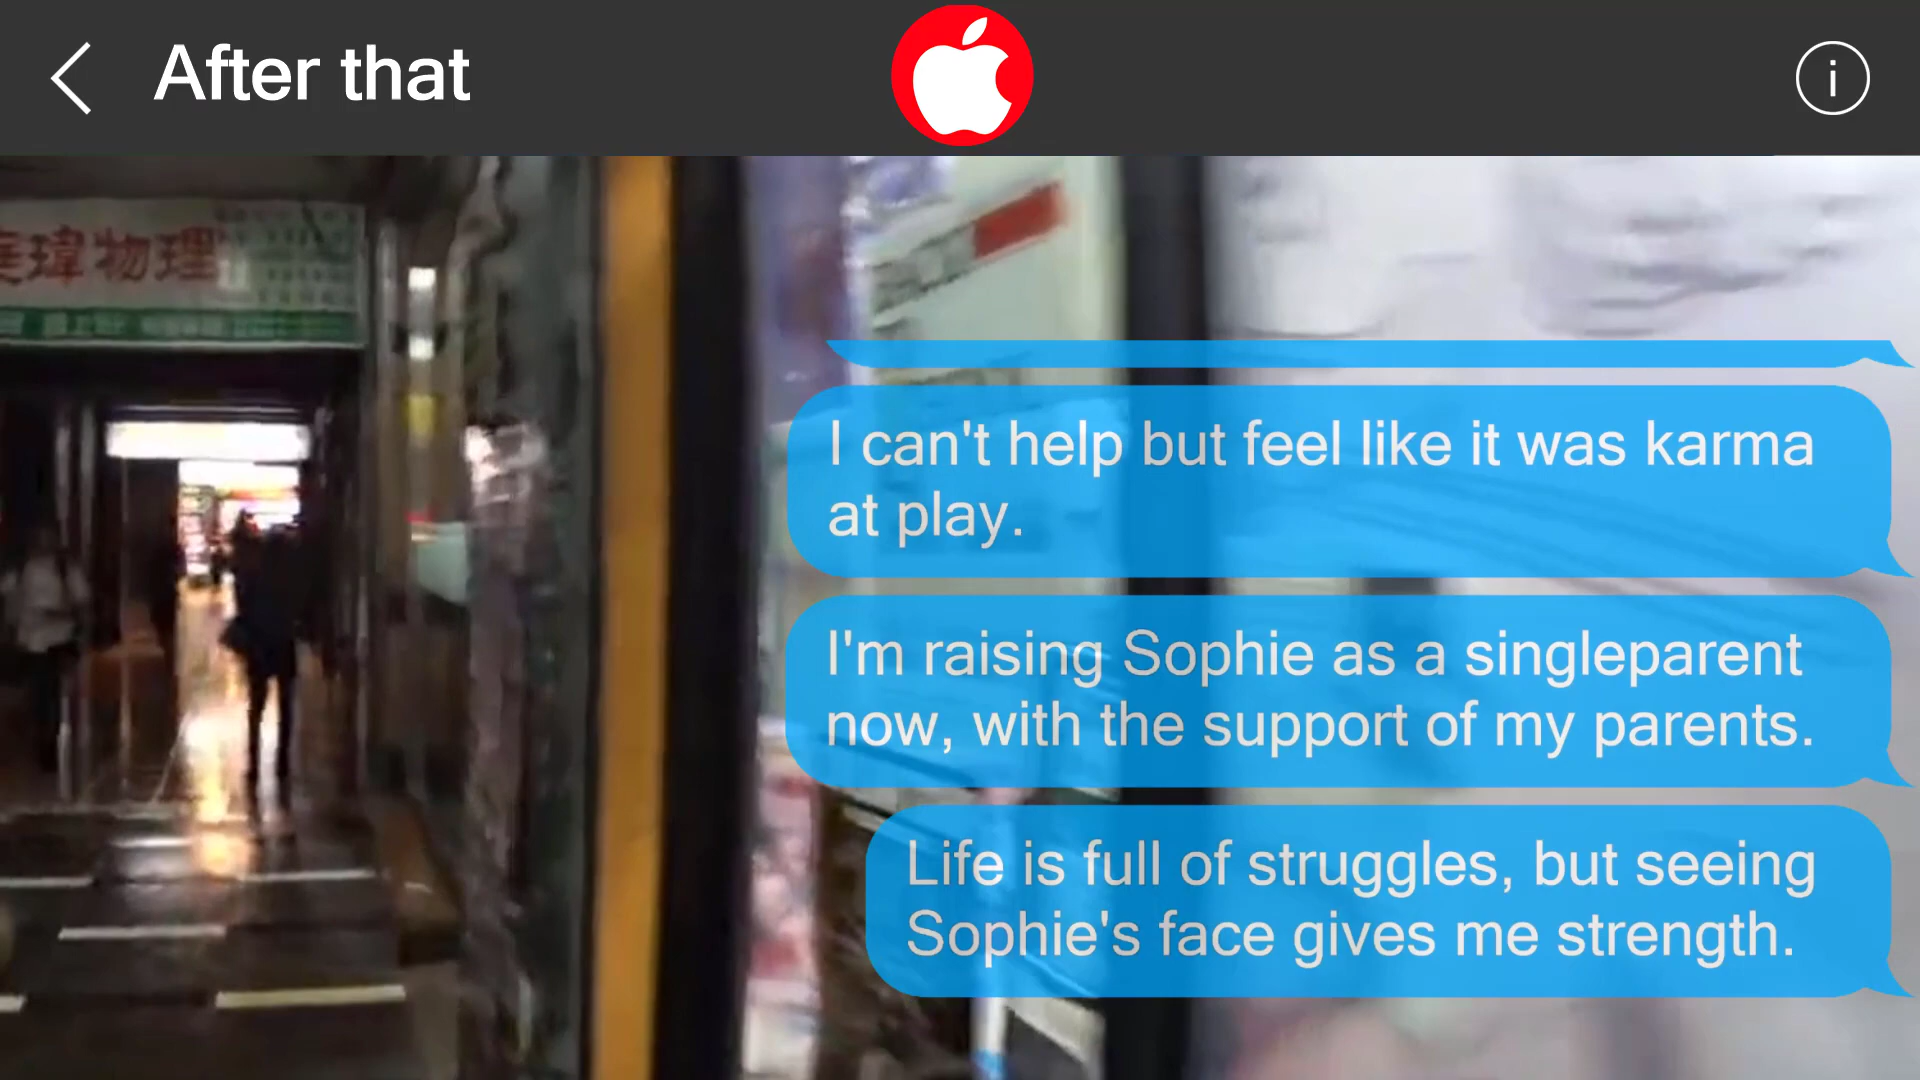 After that
瑋物理
I can't help but feel like it was karma
at play.
I'm raising Sophie as a singleparent
now, with the support of my parents.
Life is full of struggles, but seeing
Sophie's face gives me strength.